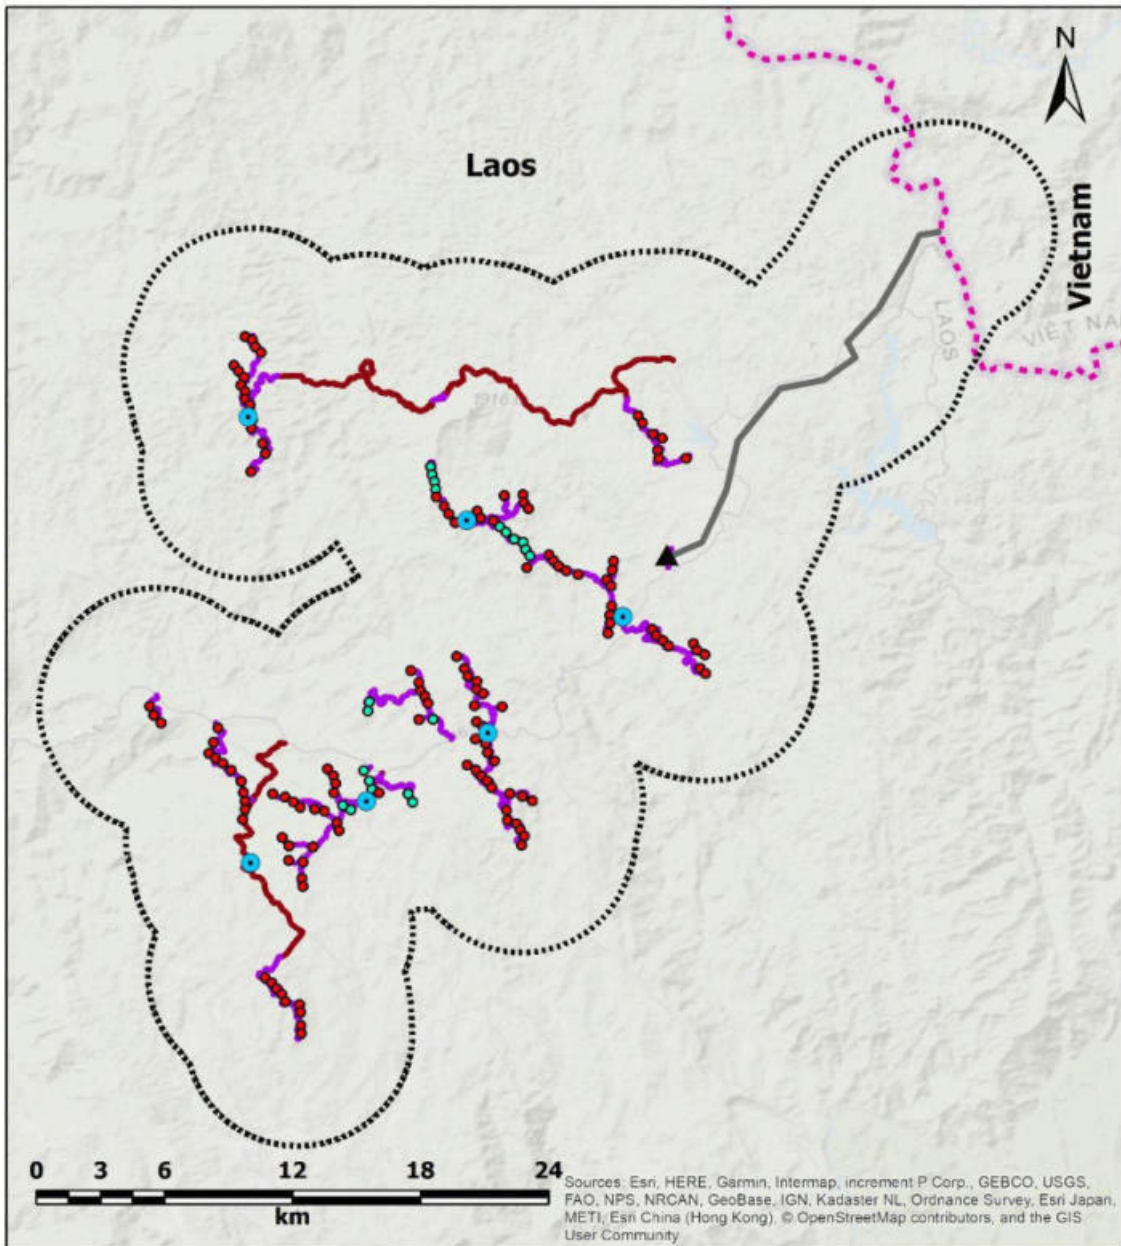 N
Laos
Vietnam
LAOS
VIỆT NA
0 3 6 12 18 24
km
Sources: Esri, HERE, Garmin, Intermap, increment P Corp., GEBCO, USGS,
FAO, NPS, NRCAN, GeoBase, IGN, Kadaster NL, Ordnance Survey, Esri Japan,
METI, Esri China (Hong Kong), © OpenStreetMap contributors, and the GIS
User Community